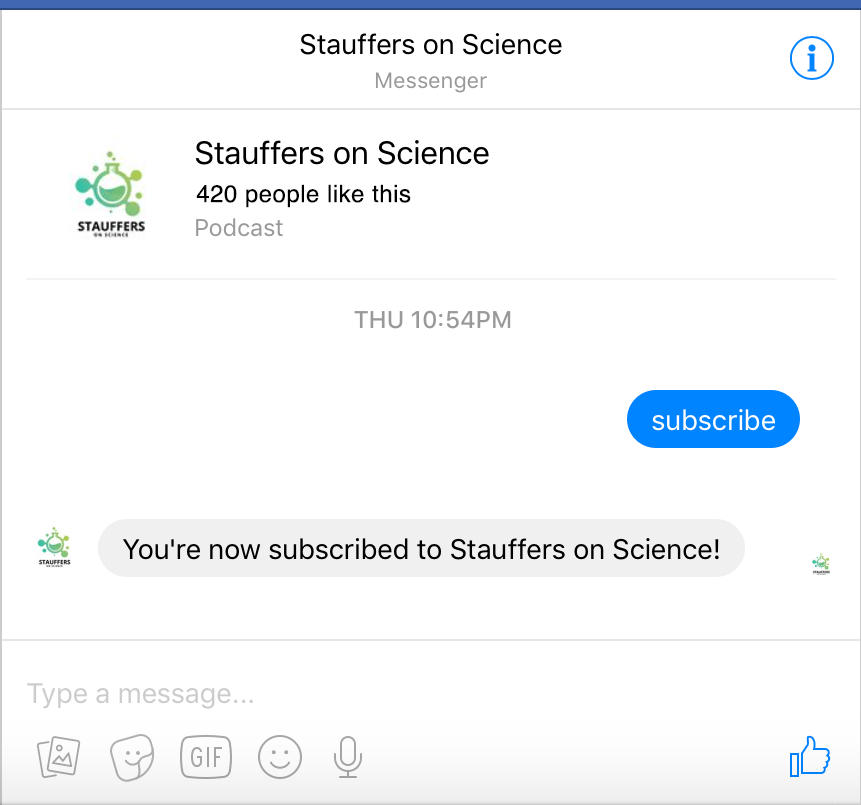 Stauffers on Science
Messenger
Stauffers on Science
420 people like this
STAUFFERS
ON SCIENCE
Podcast
THU 10:54PM
subscribe
You're now subscribed to Stauffers on Science!
STAUFFERS
ON SCIENCE
STAUFFERS
Type a message...
GIF